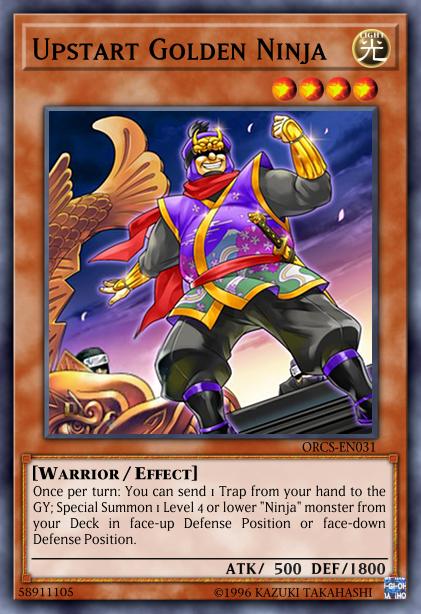 Upstart Golden Ninja
LIGHT
光
ORCS-EN031
[Warrior / Effect]
Once per turn: You can send 1 Trap from your hand to the
GY; Special Summon 1 Level 4 or lower "Ninja" monster from
your Deck in face-up Defense Position or face-down
Defense Position.
ATK/ 500 DEF/1800
58911105
©1996 KAZUKI TAKAHASHI